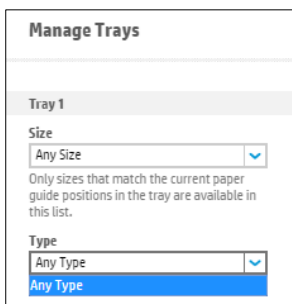 Manage Trays
Tray 1
Size
Any Size
Only sizes that match the current paper
guide positions in the tray are available in
this list.
Type
Any Type
Any Type